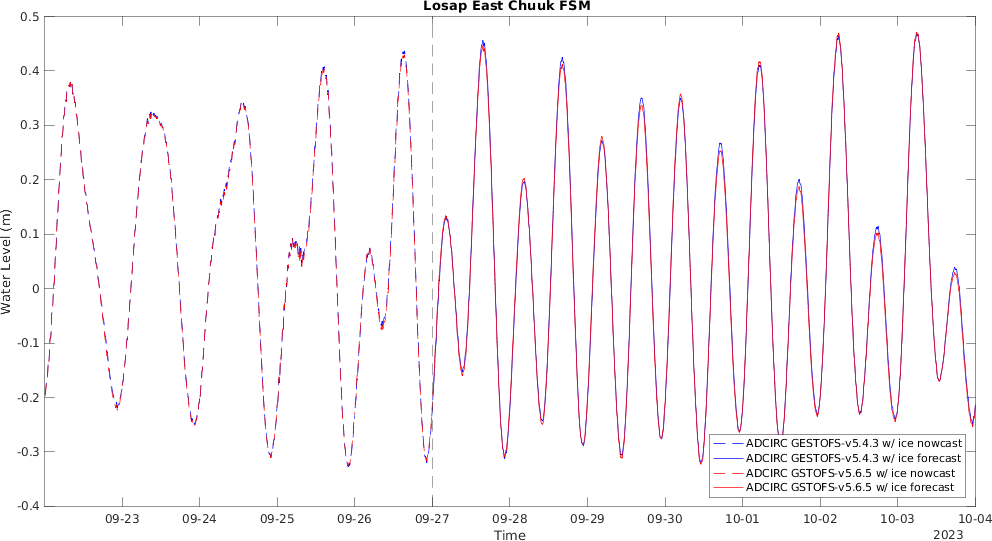 Losap East Chuuk FSM
0.5
0.4
0.3
0.2
0.1
0
-0.1
-0.2
-0.3
-0.4
Water Level (m)
ADCIRC GESTOFS-v5.4.3 w/ ice nowcast
ADCIRC GESTOFS-v5.4.3 w/ ice forecast
ADCIRC GSTOFS-v5.6.5 w/ ice nowcast
ADCIRC GSTOFS-v5.6.5 w/ ice forecast
09-23 09-24 09-25 09-26 09-27 09-28 09-29 09-30 10-01 10-02 10-03 10-04
Time
2023